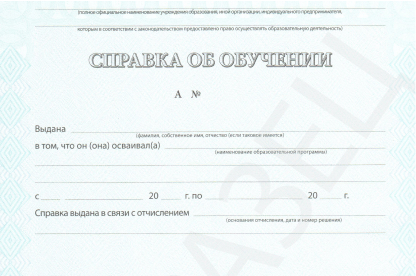 (полное официальное наименование учреждения образования, иной организации, индивидуального предпринимателя,
которым в соответствии с законодательством предоставлено право осуществлять образовательную деятельность)
СПРАВКА ОБ ОБУЧЕНИИ
А №
Выдана
(фамилия, собственное имя, отчество (если таковое имеется)
в том, что он (она) осваивал(а)
(наименование образовательной программы)
с 20 г. по 20 г.
Справка выдана в связи с отчислением
(основание отчисления, дата и номер решения)